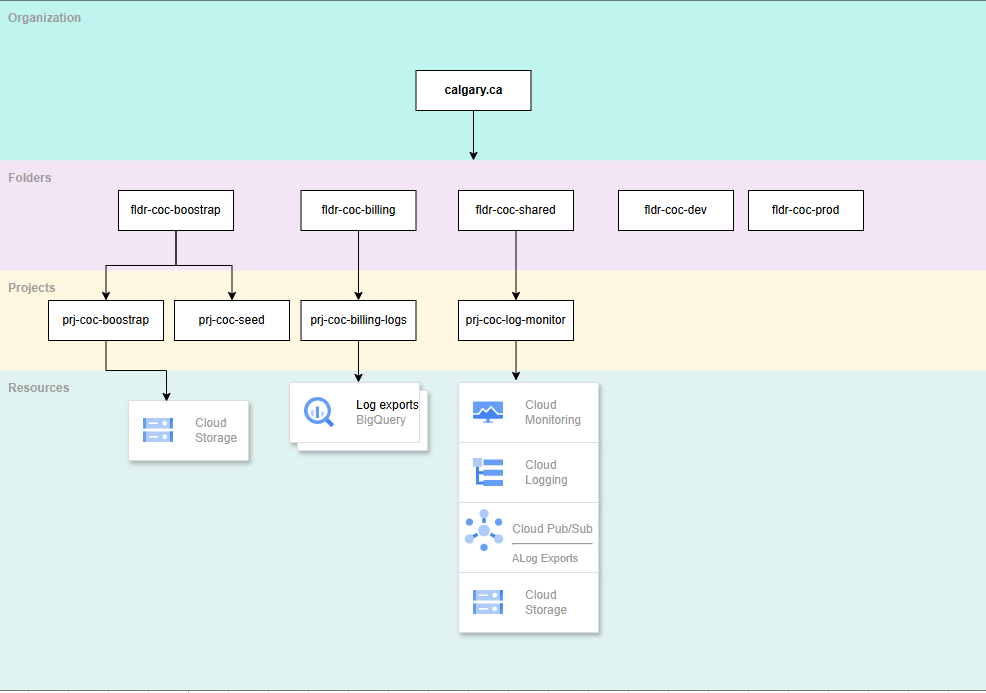 Organization
calgary.ca
Folders
fldr-coc-boostrap
fldr-coc-billing
fldr-coc-shared
fldr-coc-dev
fldr-coc-prod
Projects
prj-coc-boostrap
prj-coc-seed
prj-coc-billing-logs
prj-coc-log-monitor
Resources
Cloud
Storage
Log exports
BigQuery
Cloud
Monitoring
Cloud
Logging
Cloud Pub/Sub
ALog Exports
Cloud
Storage